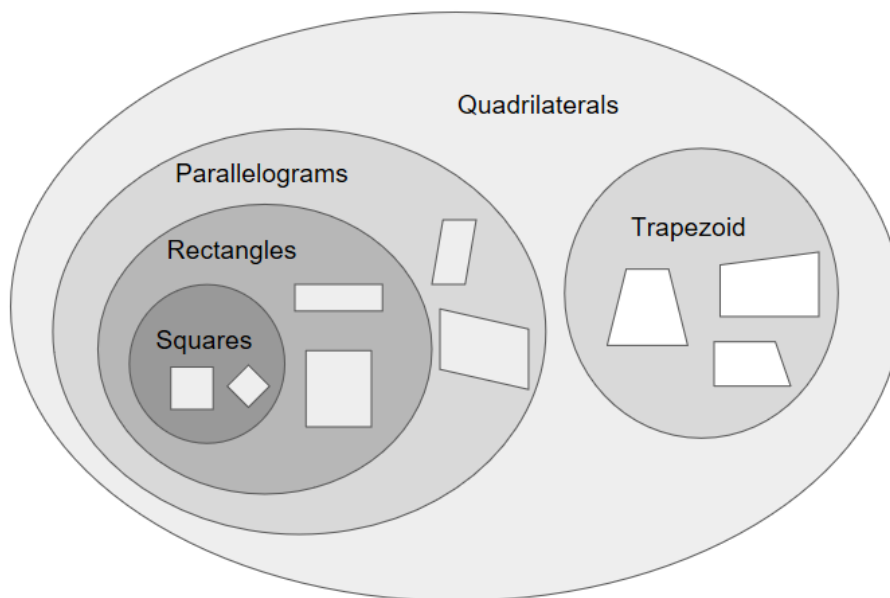 Quadrilaterals
Parallelograms
Trapezoid
Rectangles
Squares